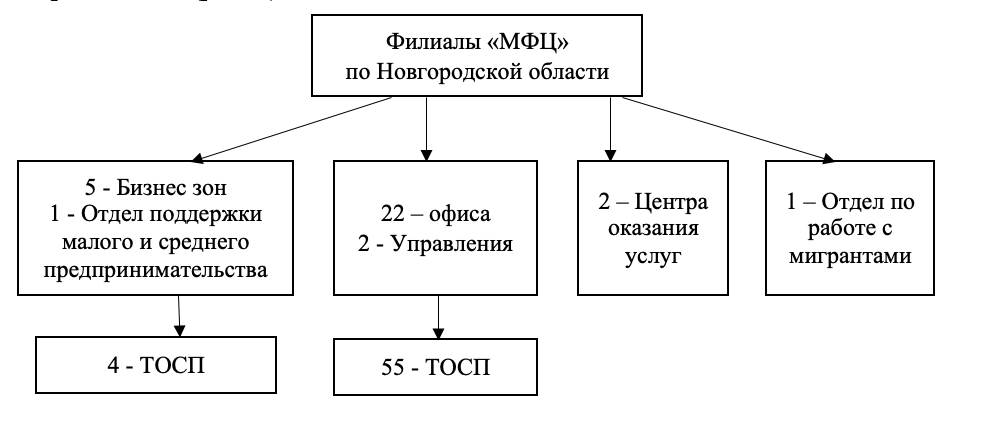 Филиалы «МФЦ»
по Новгородской области
5 - Бизнес зон
1 - Отдел поддержки
малого и среднего
предпринимательства
22 – офиса
2 - Управления
2 – Центра
оказания
услуг
1 – Отдел по
работе с
мигрантами
4 - ТОСП
55 - ТОСП